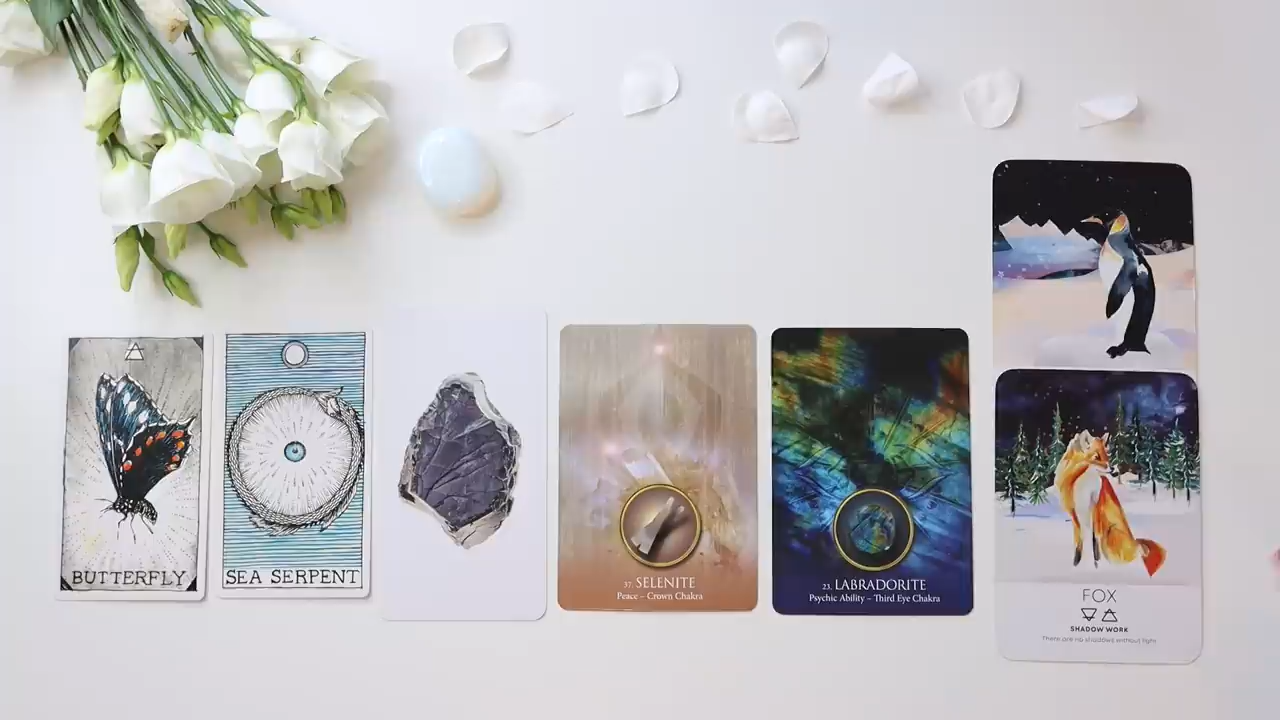 BUTTERFLY
SEA SERPENT
37. SELENITE
Peace – Crown Chakra
23. LABRADORITE
Psychic Ability – Third Eye Chakra
FOX
SHADOW WORK
There are no shadows without light